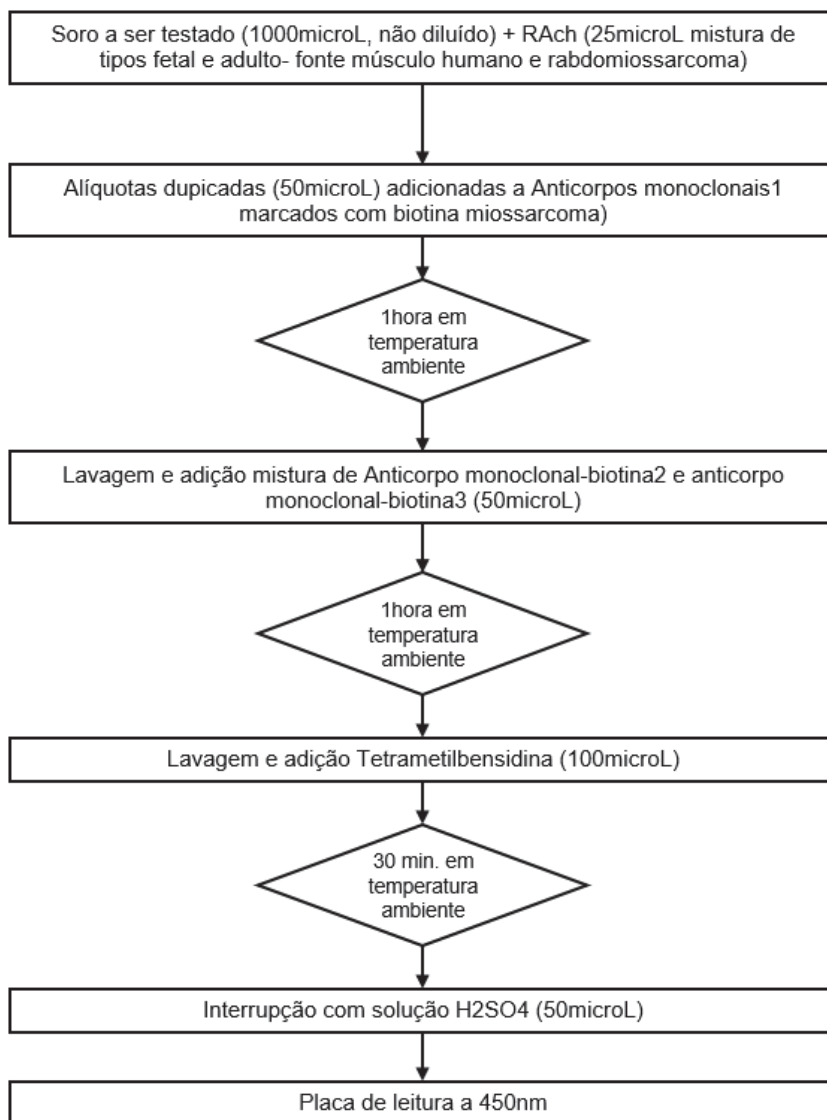 Soro a ser testado (1000microL, não diluído) + RAch (25microL mistura de
tipos fetal e adulto- fonte músculo humano e rabdomiossarcoma)
Alíquotas dupicadas (50microL) adicionadas a Anticorpos monoclonais1
marcados com biotina miossarcoma)
1hora em
temperatura
ambiente
Lavagem e adição mistura de Anticorpo monoclonal-biotina2 e anticorpo
monoclonal-biotina3 (50microL)
1hora em
temperatura
ambiente
Lavagem e adição Tetrametilbensidina (100microL)
30 min. em
temperatura
ambiente
Interrupção com solução H2SO4 (50microL)
Placa de leitura a 450nm